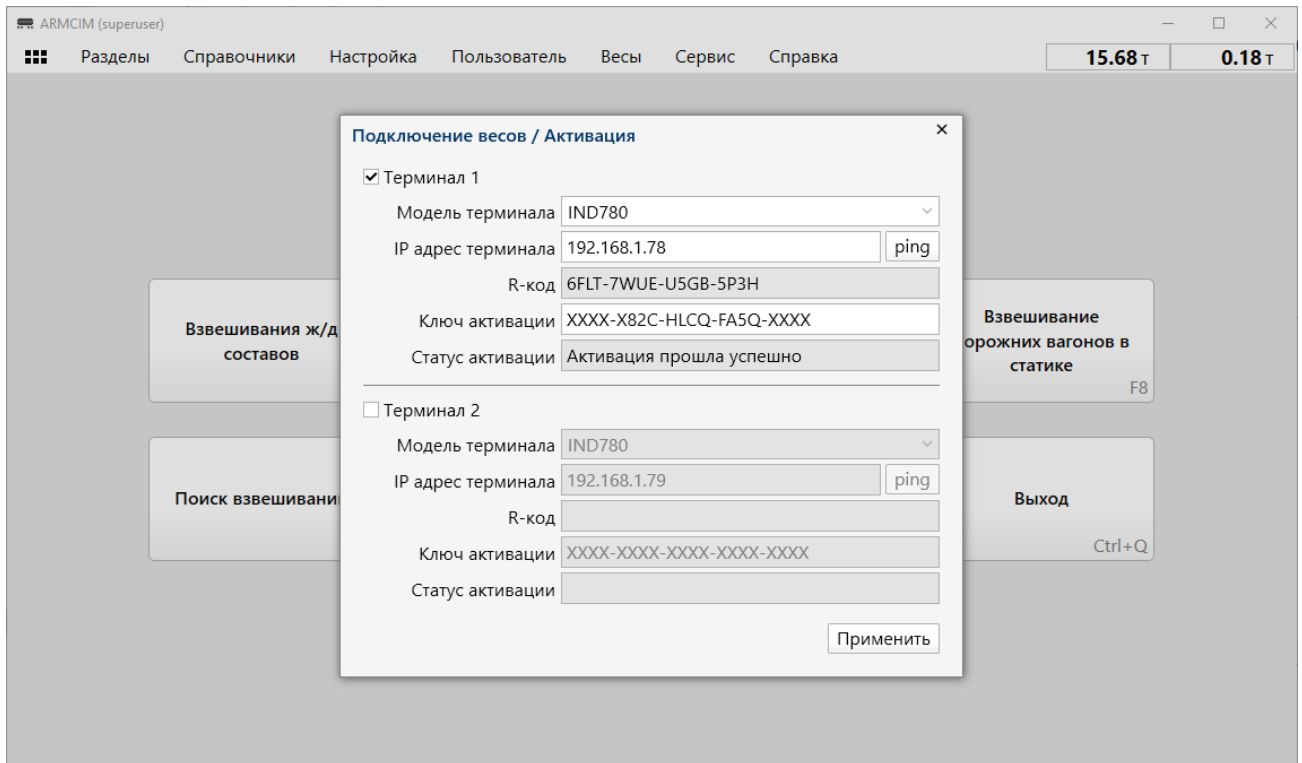 ARMCIM (superuser)
Разделы Справочники Настройка Пользователь Весы Сервис Справка 15.68 т 0.18 т
Подключение весов / Активация
Терминал 1
Модель терминала IND780
IP адрес терминала 192.168.1.78 ping
R-код 6FLT-7WUE-U5GB-5P3H
Ключ активации XXXX-X82C-HLCQ-FA5Q-XXXX
Статус активации Активация прошла успешно
Терминал 2
Модель терминала IND780
IP адрес терминала 192.168.1.79 ping
R-код
Ключ активации XXXX-XXXX-XXXX-XXXX-XXXX
Статус активации
Применить
Взвешивания ж/д
составов
Взвешивание
орожних вагонов в
статике
F8
Поиск взвешивани
Выход
Ctrl+Q